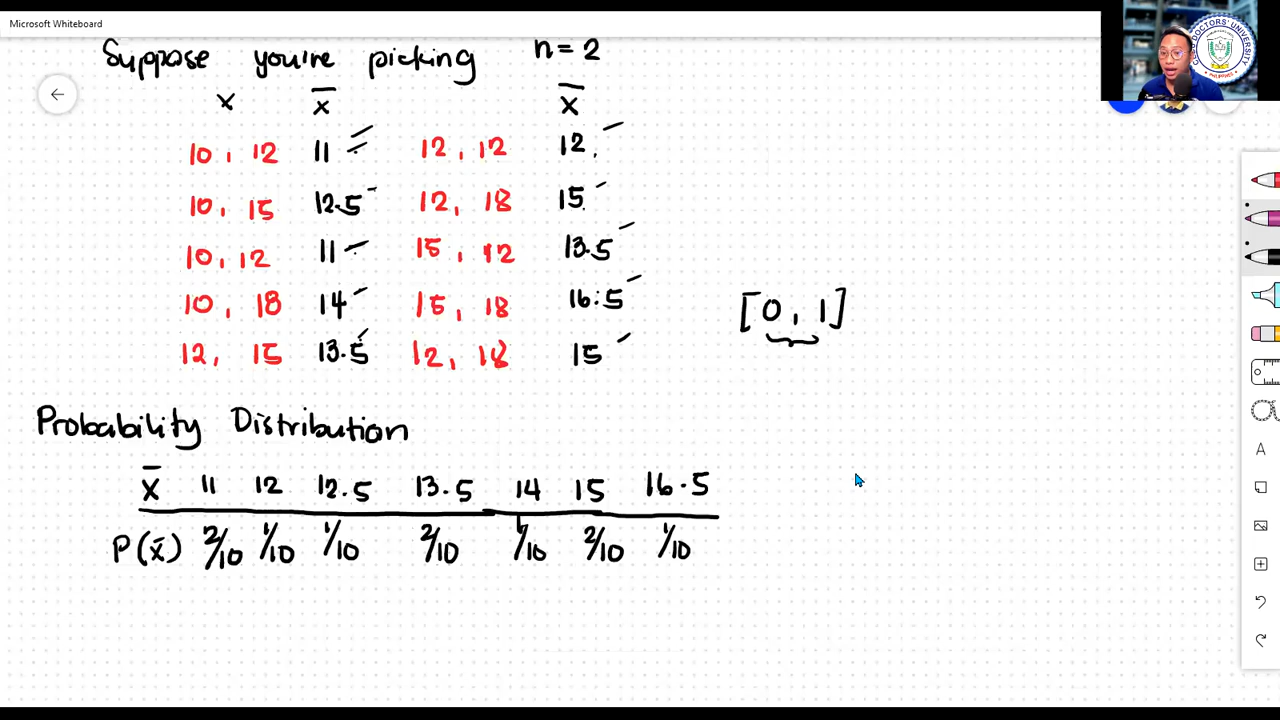 Microsoft Whiteboard
Suppose you're picking n = 2
x x̄ x̄
10, 12 11 12, 12 12
10, 15 12.5 12, 18 15
10, 12 11 15, 12 13.5
10, 18 14 15, 18 16.5
12, 15 13.5 12, 18 15
[0, 1]
Probability Distribution
x̄ 11 12 12.5 13.5 14 15 16.5
P(x̄) 2/10 1/10 1/10 2/10 1/10 2/10 1/10
DOCTORS' UNIVERSITY
PHILIPPINES
A